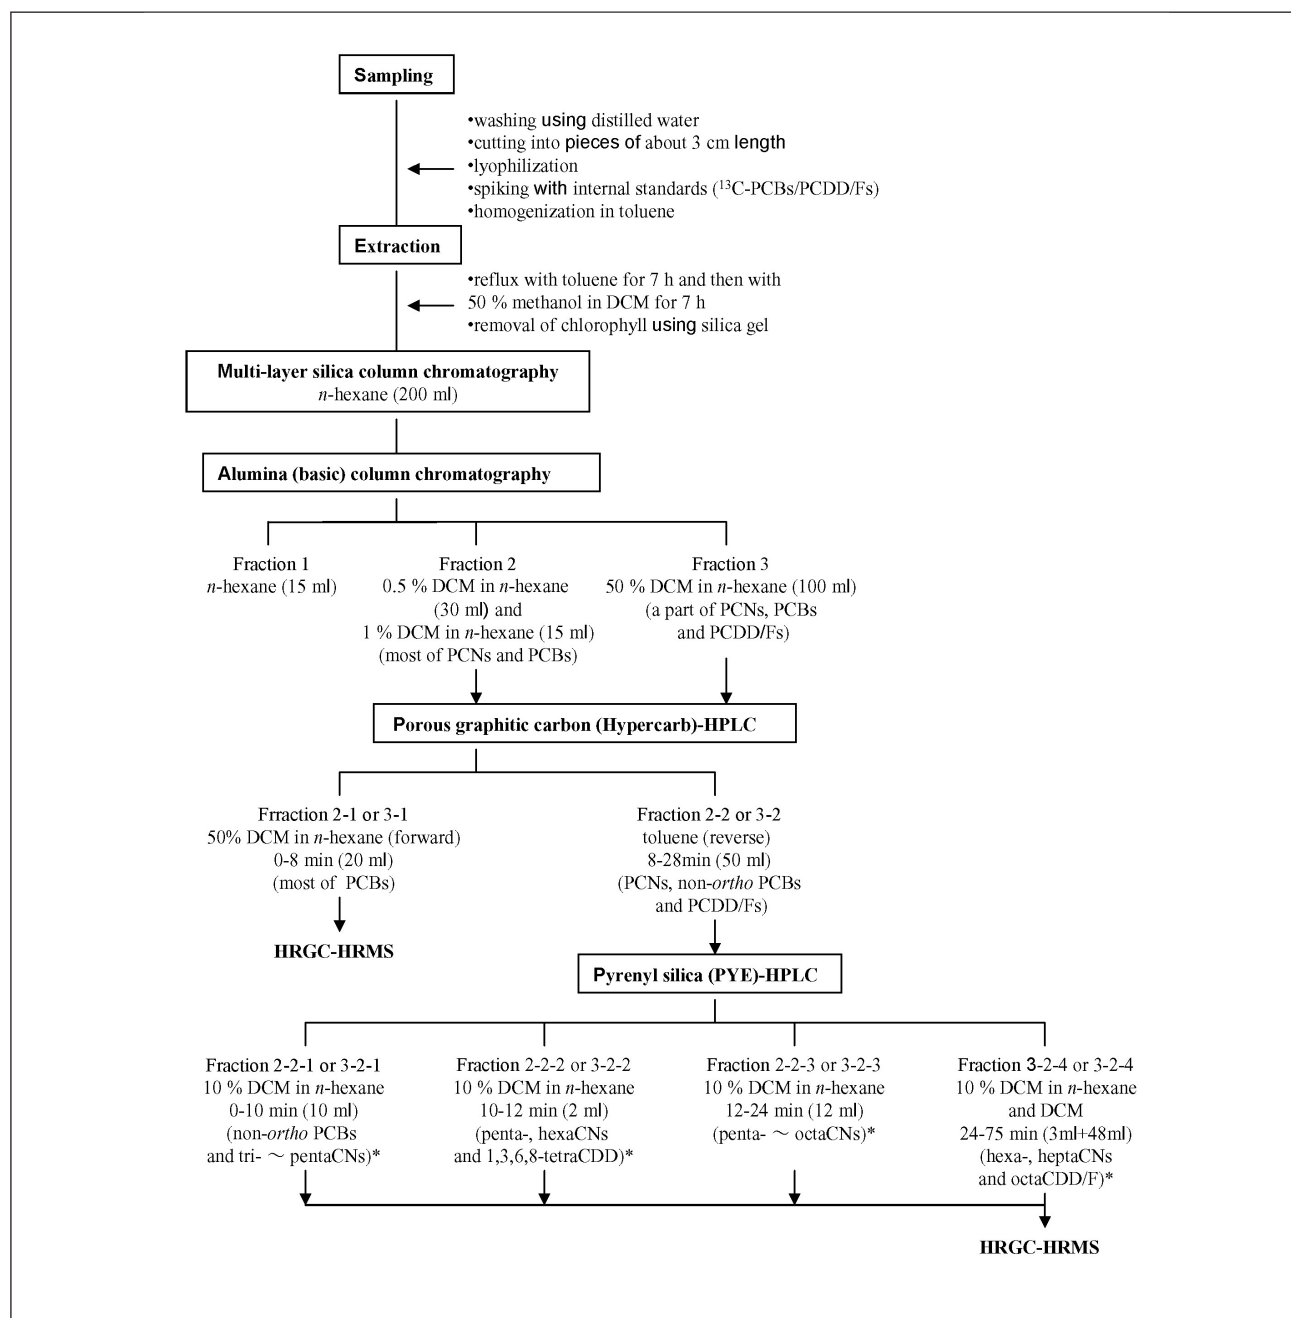 Sampling
•washing using distilled water
•cutting into pieces of about 3 cm length
•lyophilization
•spiking with internal standards (¹³C-PCBs/PCDD/Fs)
•homogenization in toluene
Extraction
•reflux with toluene for 7 h and then with
50 % methanol in DCM for 7 h
•removal of chlorophyll using silica gel
Multi-layer silica column chromatography
n-hexane (200 ml)
Alumina (basic) column chromatography
Fraction 1
n-hexane (15 ml)
Fraction 2
0.5 % DCM in n-hexane
(30 ml) and
1 % DCM in n-hexane (15 ml)
(most of PCNs and PCBs)
Fraction 3
50 % DCM in n-hexane (100 ml)
(a part of PCNs, PCBs
and PCDD/Fs)
Porous graphitic carbon (Hypercarb)-HPLC
Frraction 2-1 or 3-1
50% DCM in n-hexane (forward)
0-8 min (20 ml)
(most of PCBs)
HRGC-HRMS
Fraction 2-2 or 3-2
toluene (reverse)
8-28min (50 ml)
(PCNs, non-ortho PCBs
and PCDD/Fs)
Pyrenyl silica (PYE)-HPLC
Fraction 2-2-1 or 3-2-1
10 % DCM in n-hexane
0-10 min (10 ml)
(non-ortho PCBs
and tri- ～ pentaCNs)*
Fraction 2-2-2 or 3-2-2
10 % DCM in n-hexane
10-12 min (2 ml)
(penta-, hexaCNs
and 1,3,6,8-tetraCDD)*
Fraction 2-2-3 or 3-2-3
10 % DCM in n-hexane
12-24 min (12 ml)
(penta- ～ octaCNs)*
Fraction 3-2-4 or 3-2-4
10 % DCM in n-hexane
and DCM
24-75 min (3ml+48ml)
(hexa-, heptaCNs
and octaCDD/F)*
HRGC-HRMS